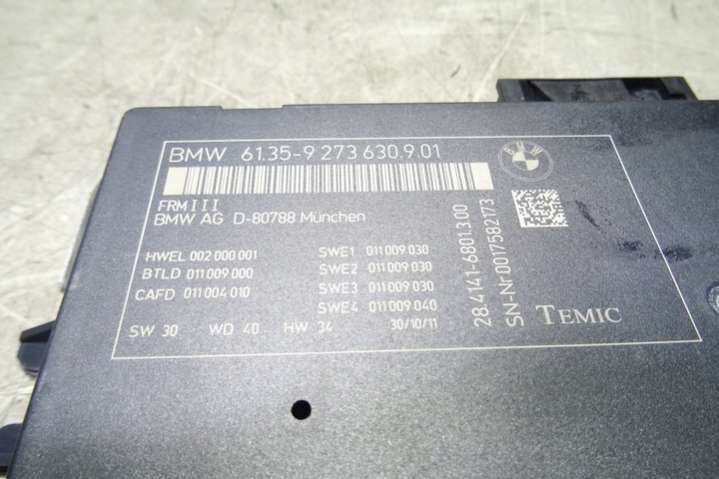 BMW 61.35-9 273 630.9.01
BMW
FRM III
BMW AG D-80788 München
HWEL 002 000 001
BTLD 011 009 000
CAFD 011 004 010
SWE1 011 009 030
SWE2 011 009 030
SWE3 011 009 030
SWE4 011 009 040
SW 30 WD 40 HW 34 30/10/11
28.4141-6801.3.00
SN-Nr 0017582173
TEMIC